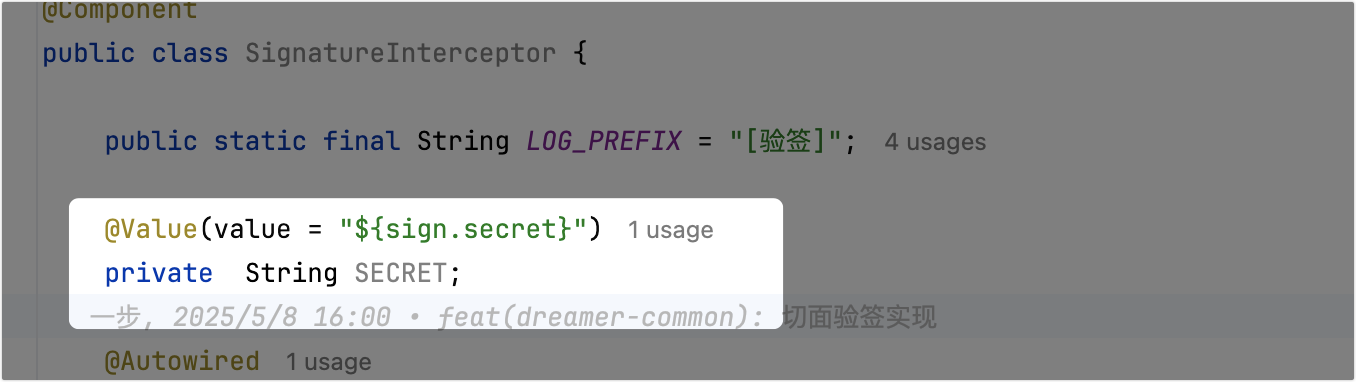 @Component
public class SignatureInterceptor {
public static final String LOG_PREFIX = "[验签]"; 4 usages
@Value(value = "${sign.secret}") 1 usage
private  String SECRET;
一步, 2025/5/8 16:00 • feat(dreamer-common): 切面验签实现
@Autowired 1 usage